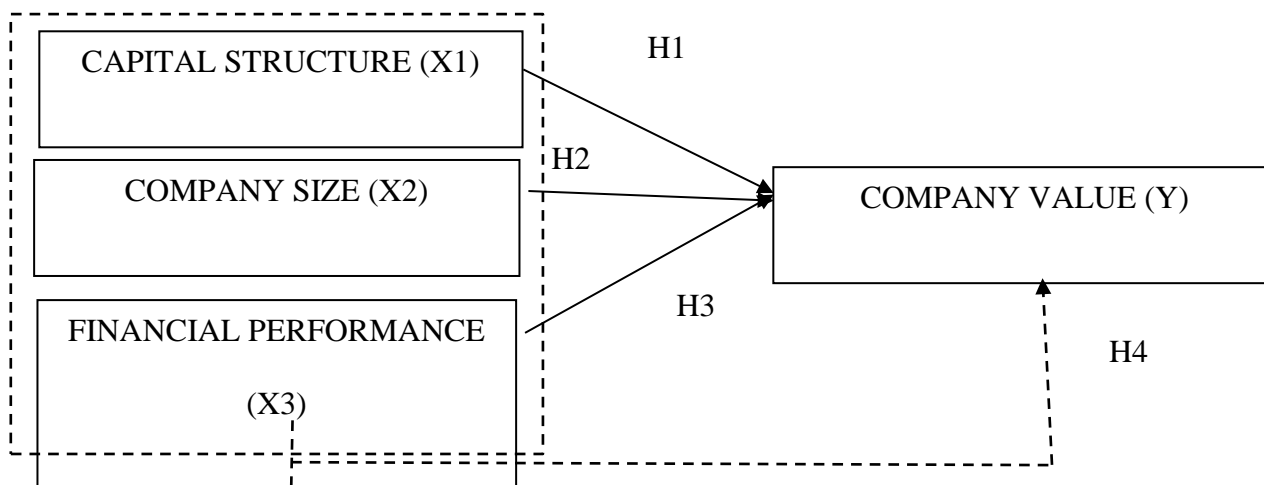 H1
CAPITAL STRUCTURE (X1)
H2
COMPANY SIZE (X2)
COMPANY VALUE (Y)
H3
FINANCIAL PERFORMANCE
(X3)
H4